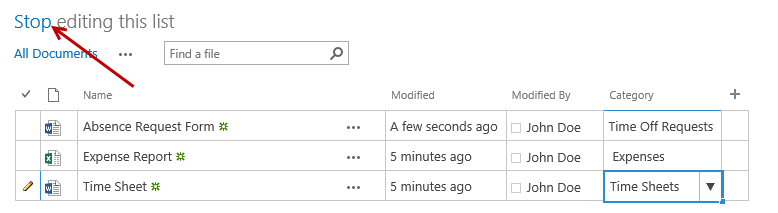 Stop editing this list
All Documents ••• Find a file
Name Modified Modified By Category
Absence Request Form ••• A few seconds ago John Doe Time Off Requests
Expense Report ••• 5 minutes ago John Doe Expenses
Time Sheet ••• 5 minutes ago John Doe Time Sheets